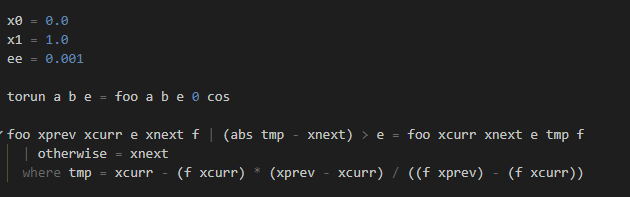 x0 = 0.0
x1 = 1.0
ee = 0.001
torun a b e = foo a b e 0 cos
foo xprev xcurr e xnext f | (abs tmp - xnext) > e = foo xcurr xnext e tmp f
| otherwise = xnext
where tmp = xcurr - (f xcurr) * (xprev - xcurr) / ((f xprev) - (f xcurr))